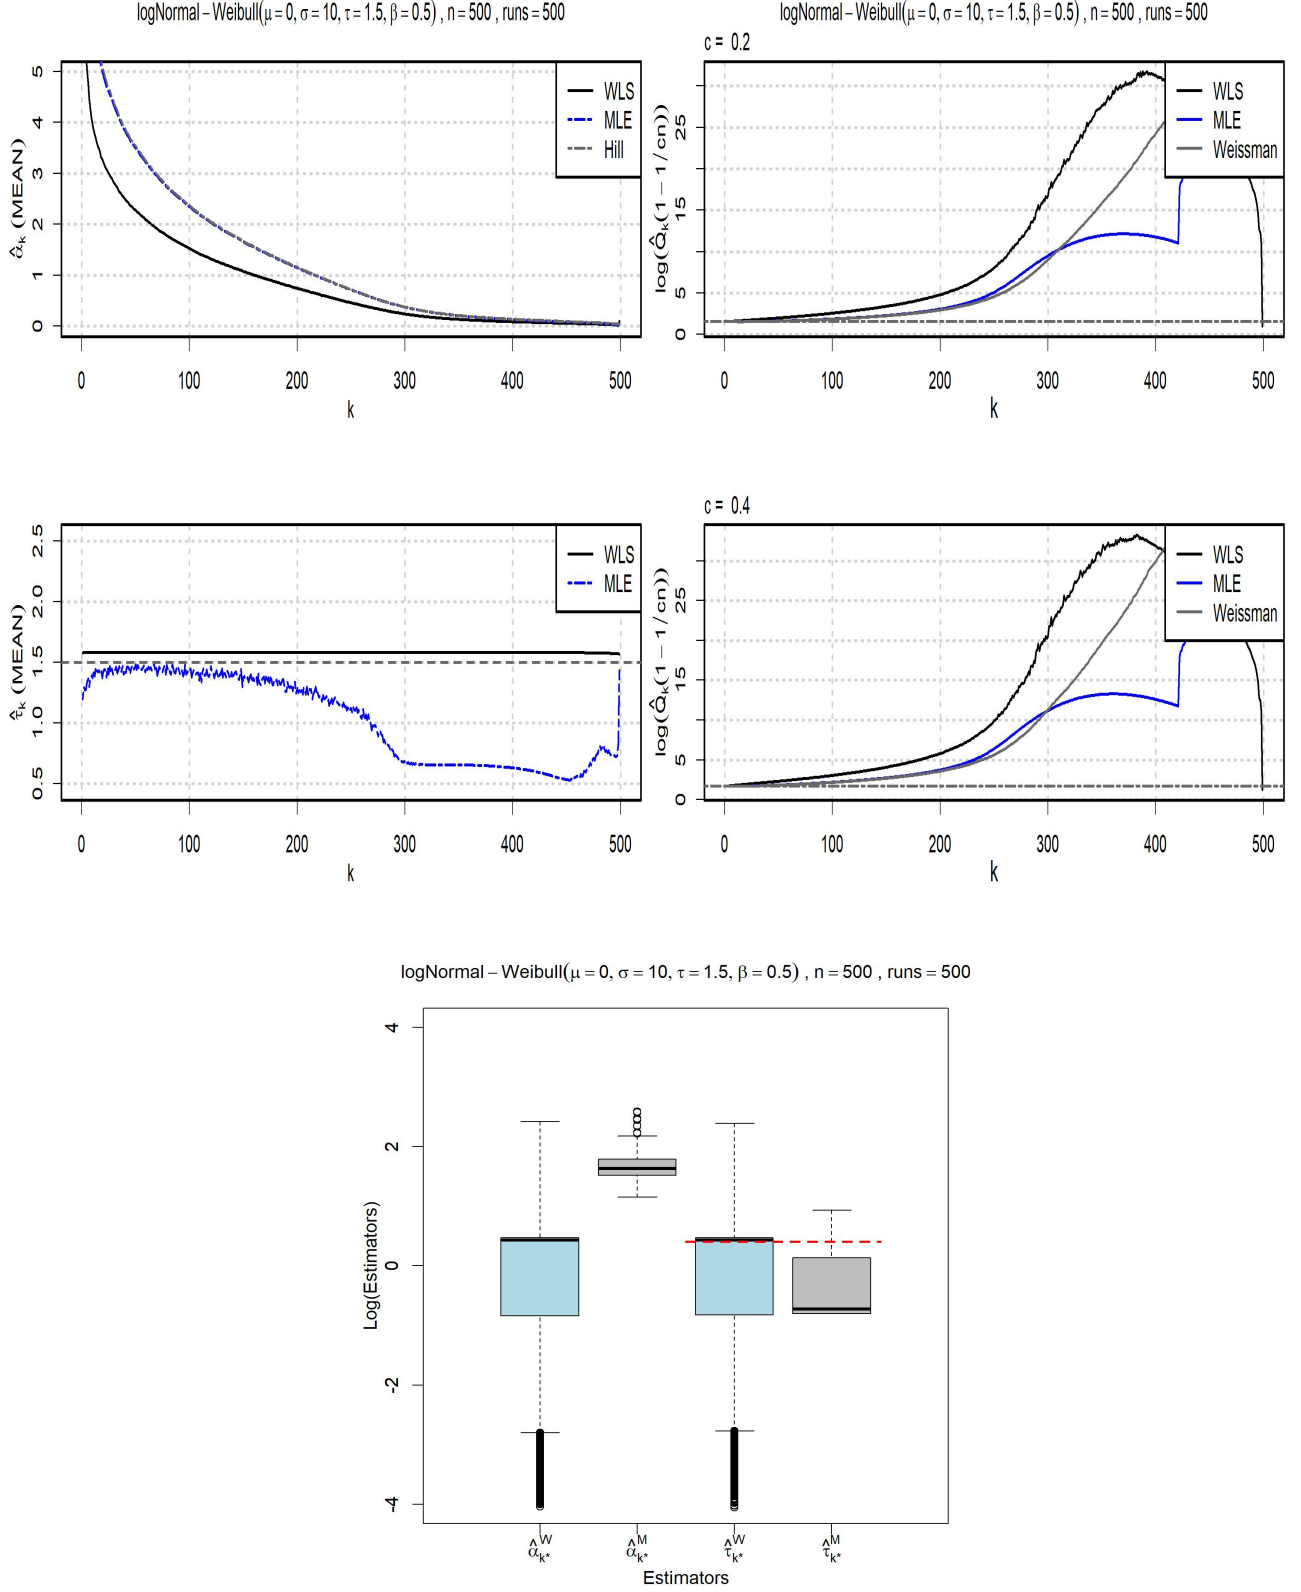 logNormal – Weibull(μ = 0, σ = 10, τ = 1.5, β = 0.5) , n = 500 , runs = 500
α̂ₖ (MEAN)
5
4
3
2
1
0
WLS
MLE
Hill
0 100 200 300 400 500
k
logNormal – Weibull(μ = 0, σ = 10, τ = 1.5, β = 0.5) , n = 500 , runs = 500
c = 0.2
log(Q̂ₖ(1 − 1/cn))
25
15
5
0
WLS
MLE
Weissman
0 100 200 300 400 500
k
τ̂ₖ (MEAN)
2.5
2.0
1.5
1.0
0.5
WLS
MLE
0 100 200 300 400 500
k
c = 0.4
log(Q̂ₖ(1 − 1/cn))
25
15
5
0
WLS
MLE
Weissman
0 100 200 300 400 500
k
logNormal – Weibull(μ = 0, σ = 10, τ = 1.5, β = 0.5) , n = 500 , runs = 500
Log(Estimators)
4
2
0
-2
-4
α̂ᵂₖ* α̂ᴹₖ* τ̂ᵂₖ* τ̂ᴹₖ*
Estimators